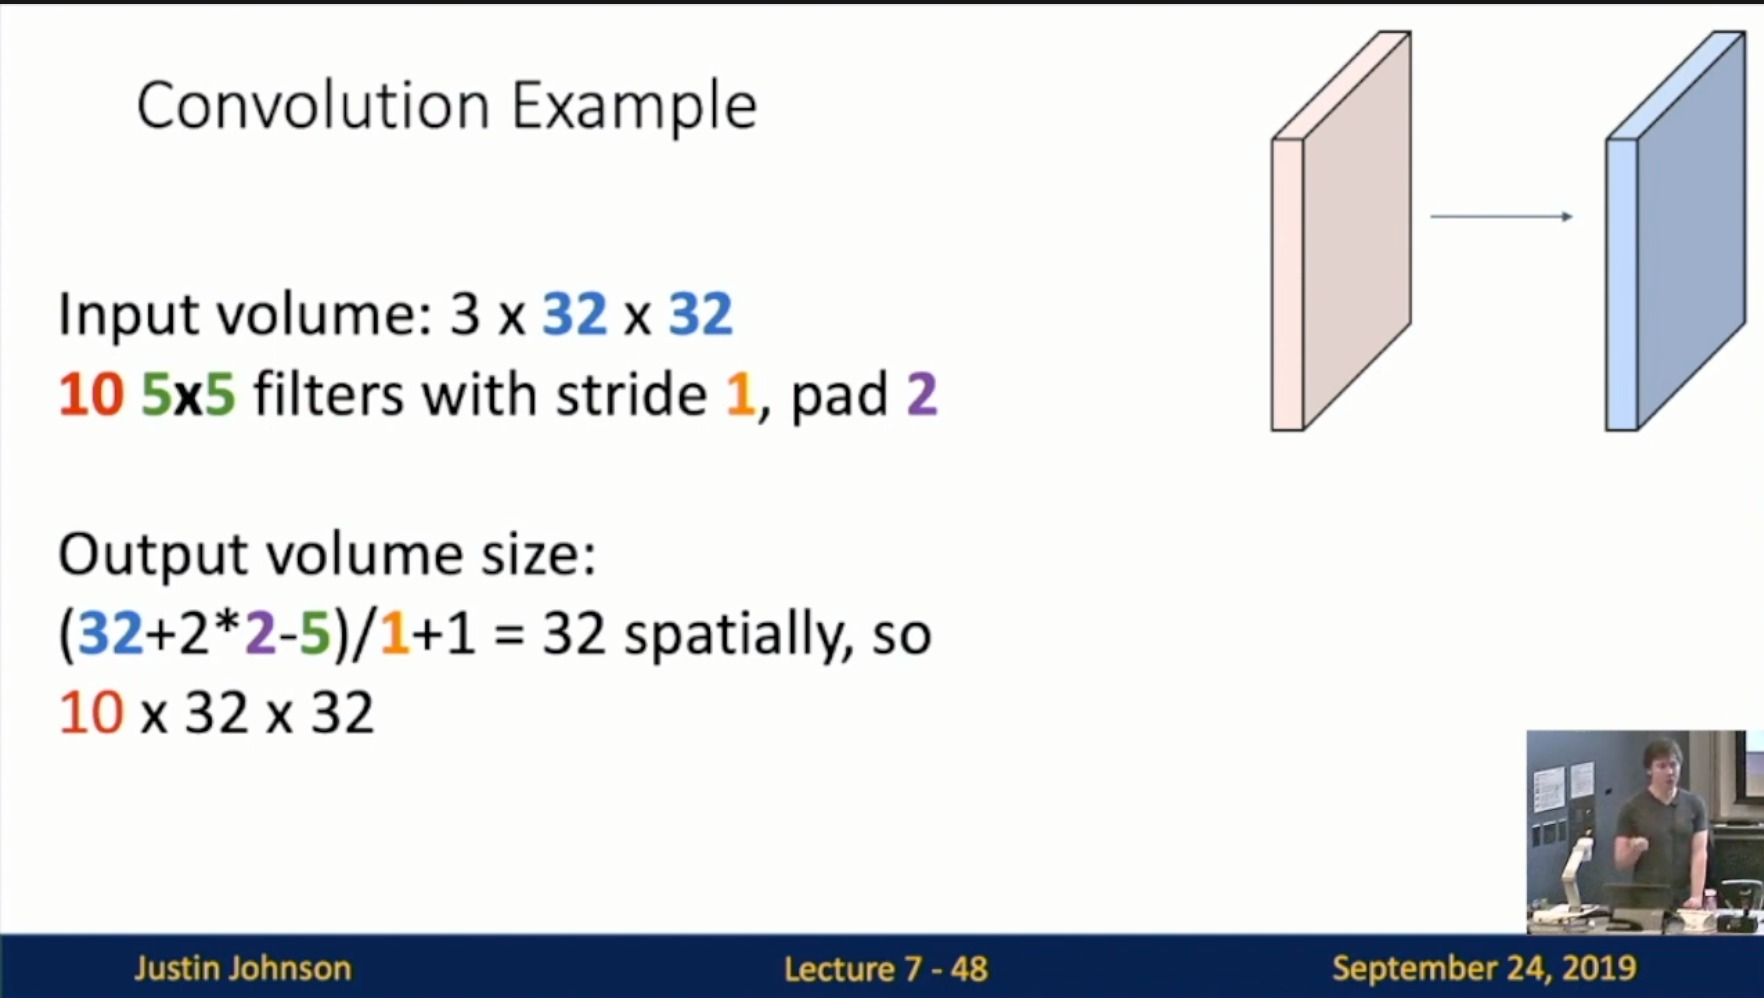 Convolution Example
Input volume: 3 x 32 x 32
10 5x5 filters with stride 1, pad 2
Output volume size:
(32+2*2-5)/1+1 = 32 spatially, so
10 x 32 x 32
Justin Johnson
Lecture 7 - 48
September 24, 2019